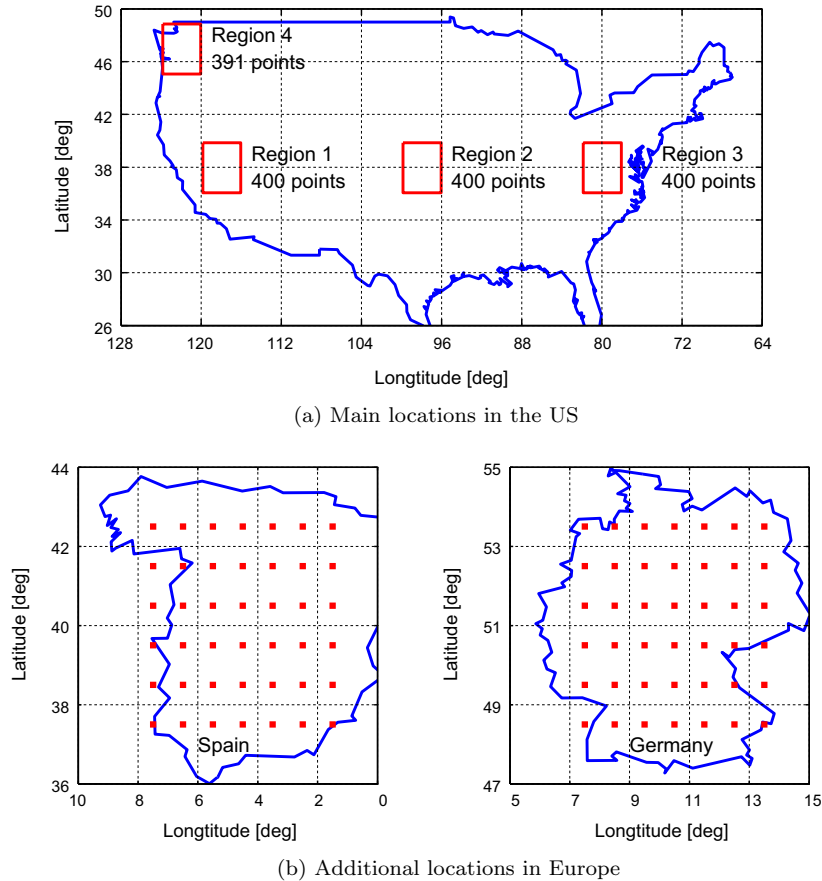 50
46
42
38
34
30
26
Latitude [deg]
Region 4
391 points
Region 1
400 points
Region 2
400 points
Region 3
400 points
128 120 112 104 96 88 80 72 64
Longtitude [deg]
(a) Main locations in the US
44
42
40
38
36
Latitude [deg]
Spain
10 8 6 4 2 0
Longtitude [deg]
55
53
51
49
47
Latitude [deg]
Germany
5 7 9 11 13 15
Longtitude [deg]
(b) Additional locations in Europe